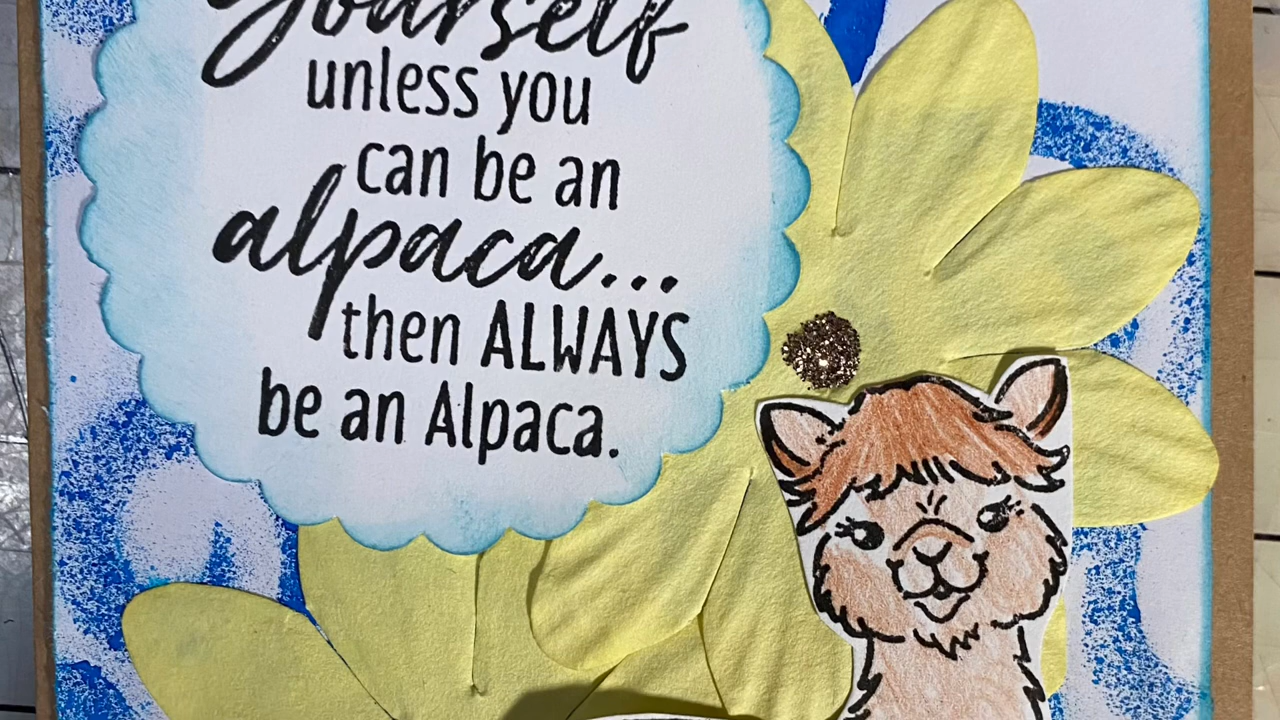 yourself
unless you
can be an
alpaca...
then ALWAYS
be an Alpaca.